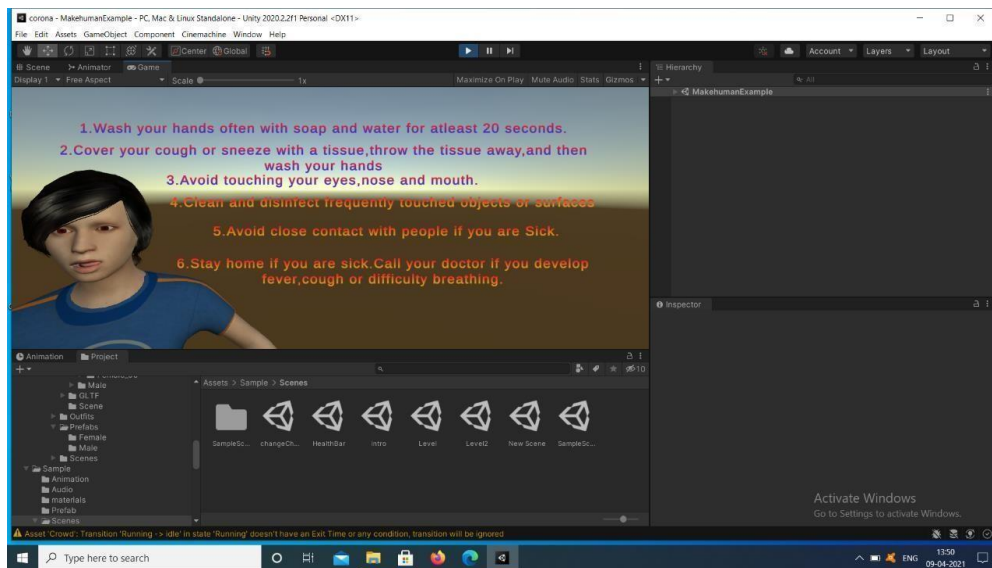 corona - MakehumanExample - PC, Mac & Linux Standalone - Unity 2020.2.2f1 Personal <DX11>
File Edit Assets GameObject Component Cinemachine Window Help
Center Global
Account Layers Layout
Scene Animator Game
Hierarchy
Display 1 Free Aspect Scale 1x Maximize On Play Mute Audio Stats Gizmos
All
MakehumanExample
1.Wash your hands often with soap and water for atleast 20 seconds.
2.Cover your cough or sneeze with a tissue,throw the tissue away,and then
wash your hands
3.Avoid touching your eyes,nose and mouth.
4.Clean and disinfect frequently touched objects or surfaces
5.Avoid close contact with people if you are Sick.
6.Stay home if you are sick.Call your doctor if you develop
fever,cough or difficulty breathing.
Inspector
Animation Project
10
Male
GLTF
Scene
Outfits
Prefabs
Female
Male
Scenes
Sample
Animation
Audio
materials
Prefab
Scenes
Assets > Sample > Scenes
SampleSc... changeCh... HealthBar intro Level Level2 New Scene SampleSc...
Activate Windows
Go to Settings to activate Windows.
Asset 'Crowd': Transition 'Running -> idle' in state 'Running' doesn't have an Exit Time or any condition, transition will be ignored
Type here to search
ENG
13:50
09-04-2021